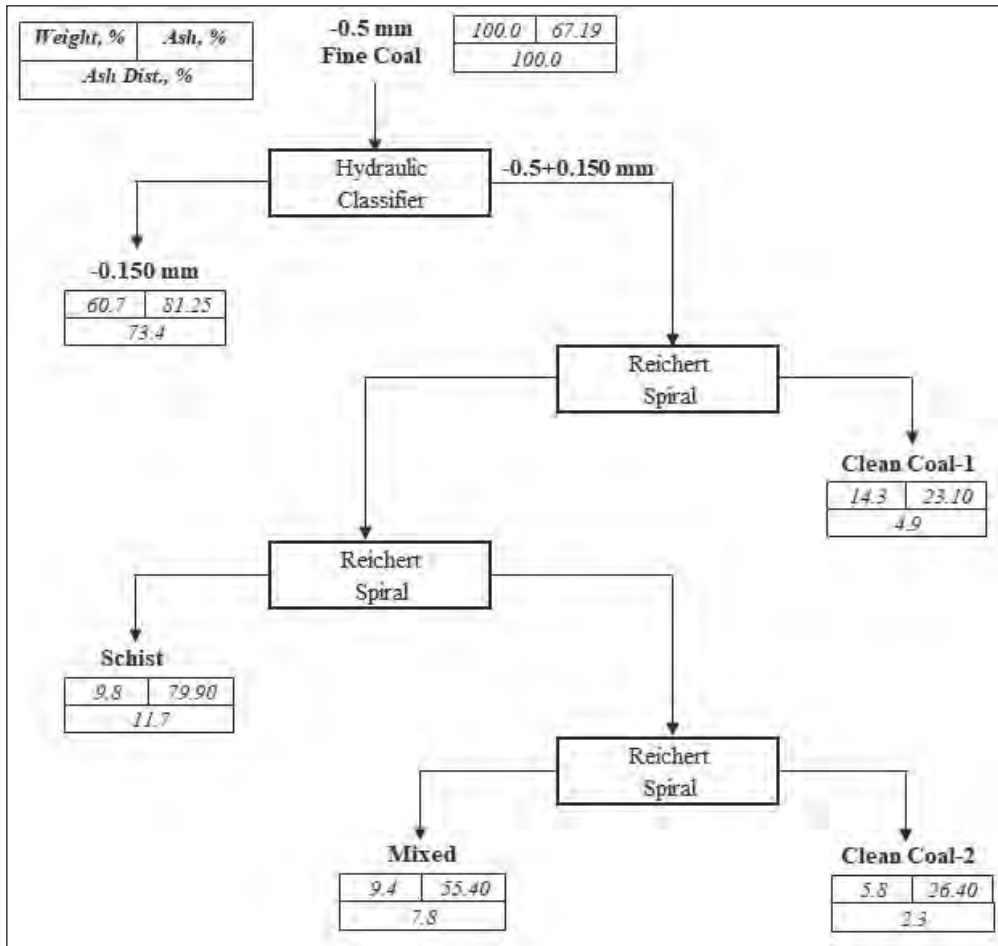 Weight, % Ash, %
Ash Dist., %
-0.5 mm
Fine Coal
100.0 67.19
100.0
Hydraulic
Classifier
-0.5+0.150 mm
-0.150 mm
60.7 81.25
73.4
Reichert
Spiral
Clean Coal-1
14.3 23.10
4.9
Reichert
Spiral
Schist
9.8 79.90
11.7
Reichert
Spiral
Mixed
9.4 55.40
7.8
Clean Coal-2
5.8 26.40
2.3